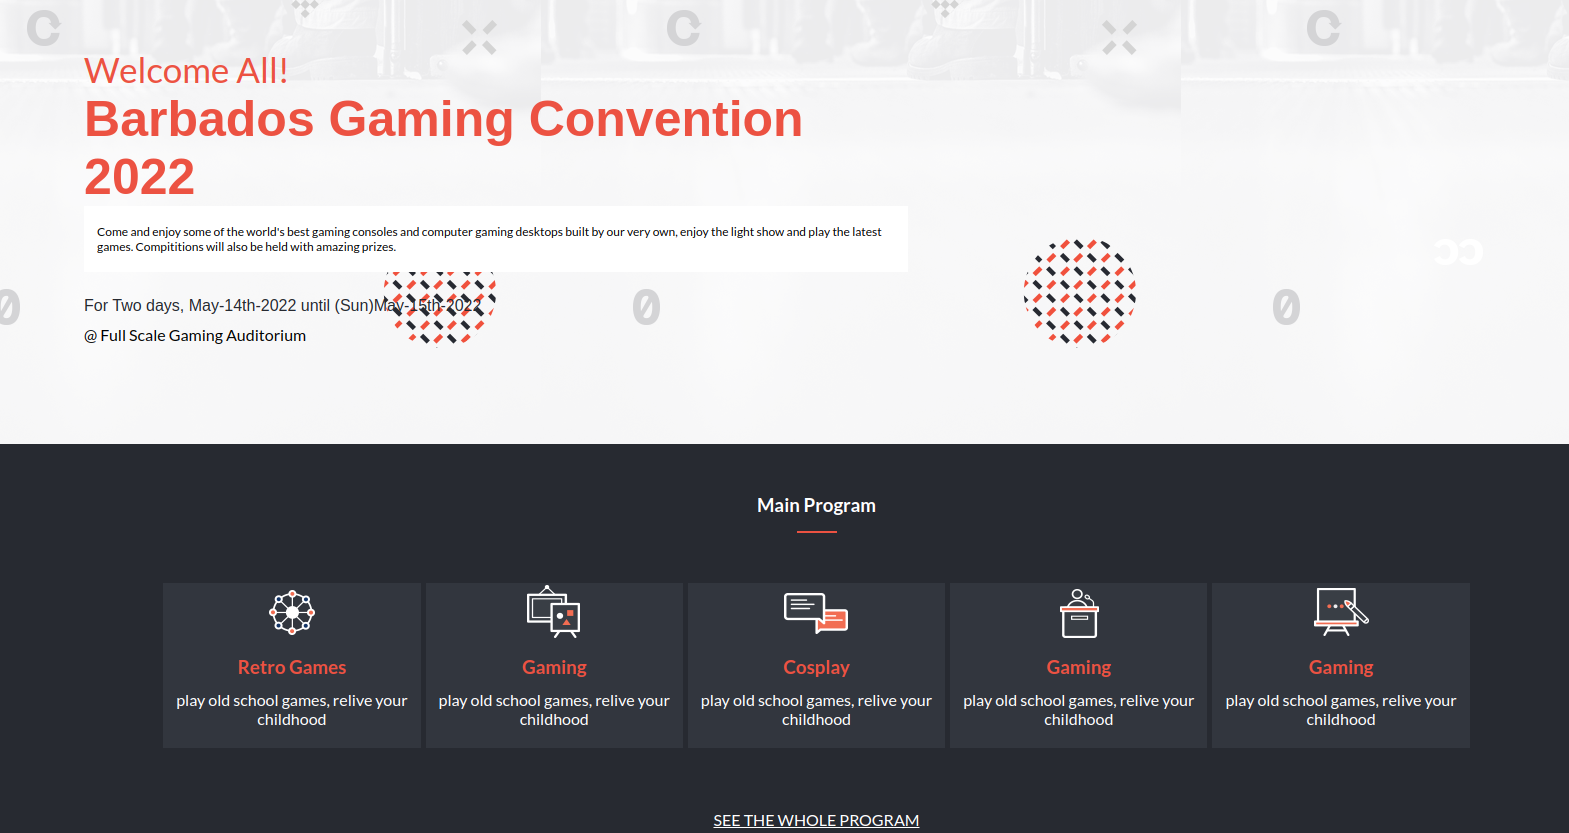 Welcome All!
Barbados Gaming Convention
2022
Come and enjoy some of the world's best gaming consoles and computer gaming desktops built by our very own, enjoy the light show and play the latest
games. Compititions will also be held with amazing prizes.
For Two days, May-14th-2022 until (Sun)May-15th-2022
@ Full Scale Gaming Auditorium
Main Program
Retro Games
play old school games, relive your
childhood
Gaming
play old school games, relive your
childhood
Cosplay
play old school games, relive your
childhood
Gaming
play old school games, relive your
childhood
Gaming
play old school games, relive your
childhood
SEE THE WHOLE PROGRAM